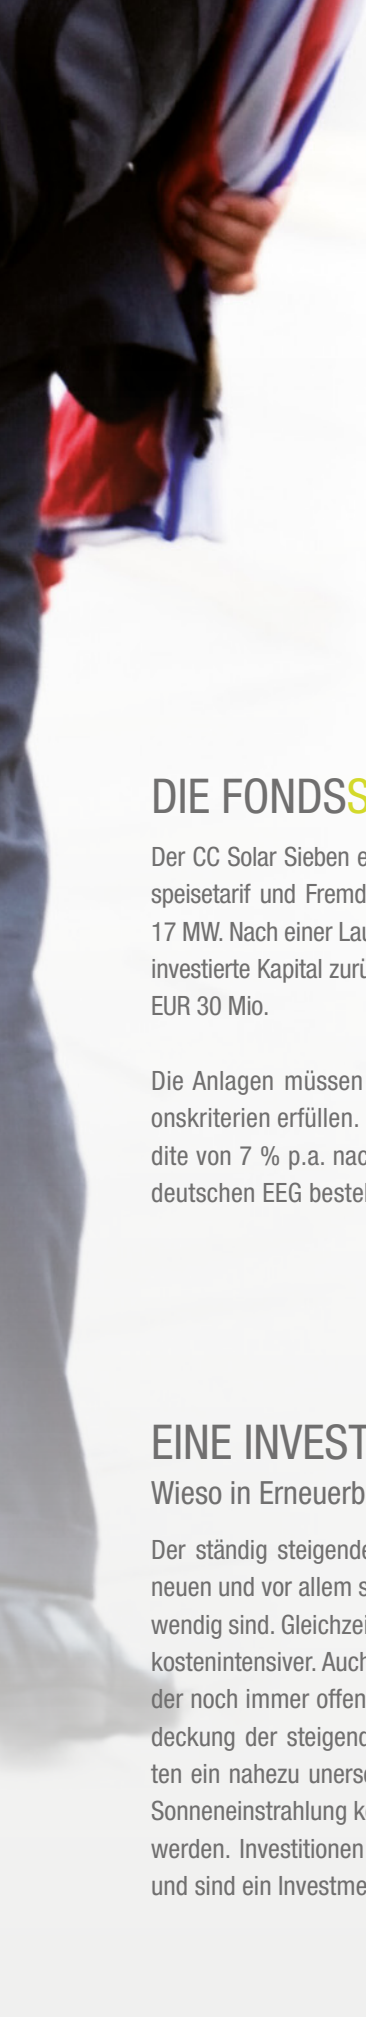 DIE FONDSS
Der CC Solar Sieben e
speisetarif und Fremd
17 MW. Nach einer Lau
investierte Kapital zurü
EUR 30 Mio.
Die Anlagen müssen
onskriterien erfüllen.
dite von 7 % p.a. nac
deutschen EEG beste
EINE INVEST
Wieso in Erneuerb
Der ständig steigende
neuen und vor allem s
wendig sind. Gleichzei
kostenintensiver. Auch
der noch immer offen
deckung der steigend
ten ein nahezu uners
Sonneneinstrahlung k
werden. Investitionen
und sind ein Investme